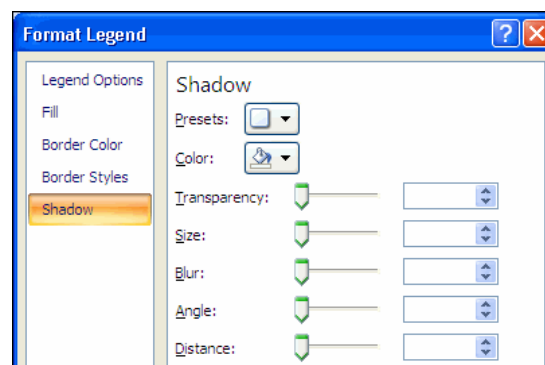 Format Legend
Legend Options
Fill
Border Color
Border Styles
Shadow
Shadow
Presets:
Color:
Transparency:
Size:
Blur:
Angle:
Distance: